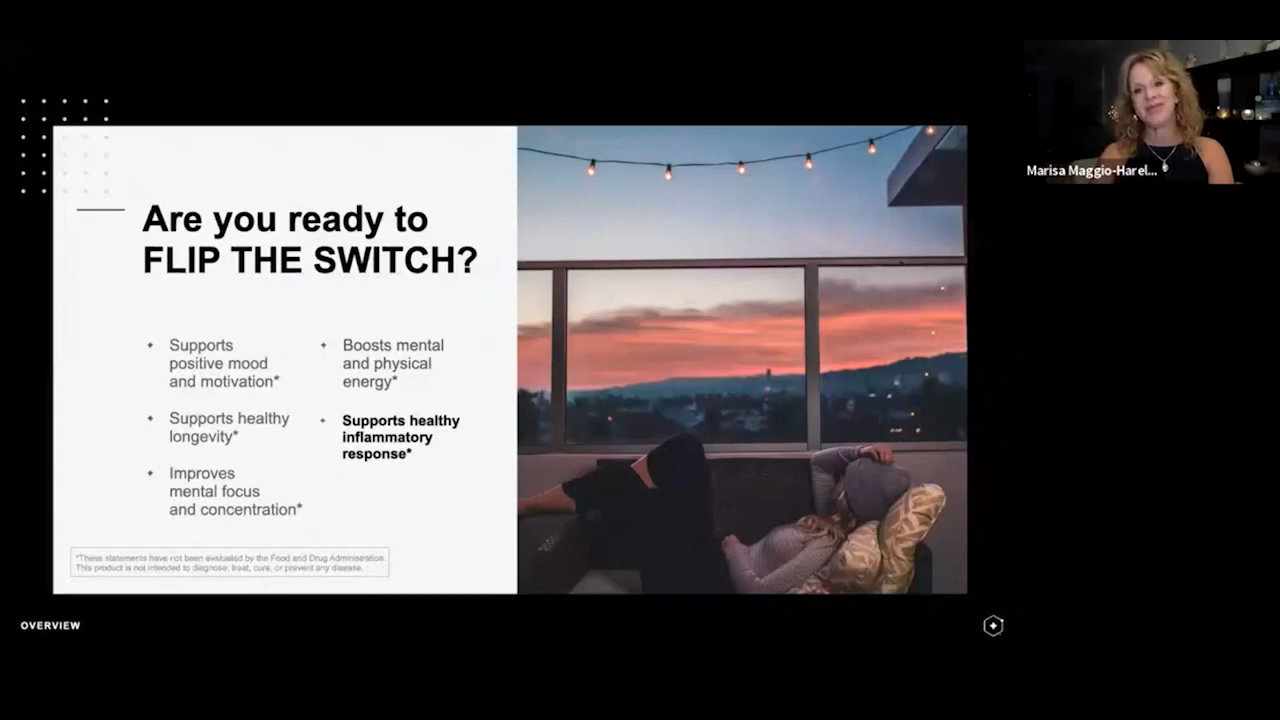 Are you ready to
FLIP THE SWITCH?
Supports
positive mood
and motivation*
Supports healthy
longevity*
Improves
mental focus
and concentration*
Boosts mental
and physical
energy*
Supports healthy
inflammatory
response*
*These statements have not been evaluated by the Food and Drug Administration.
This product is not intended to diagnose, treat, cure, or prevent any disease.
OVERVIEW
Marisa Maggio-Harel...